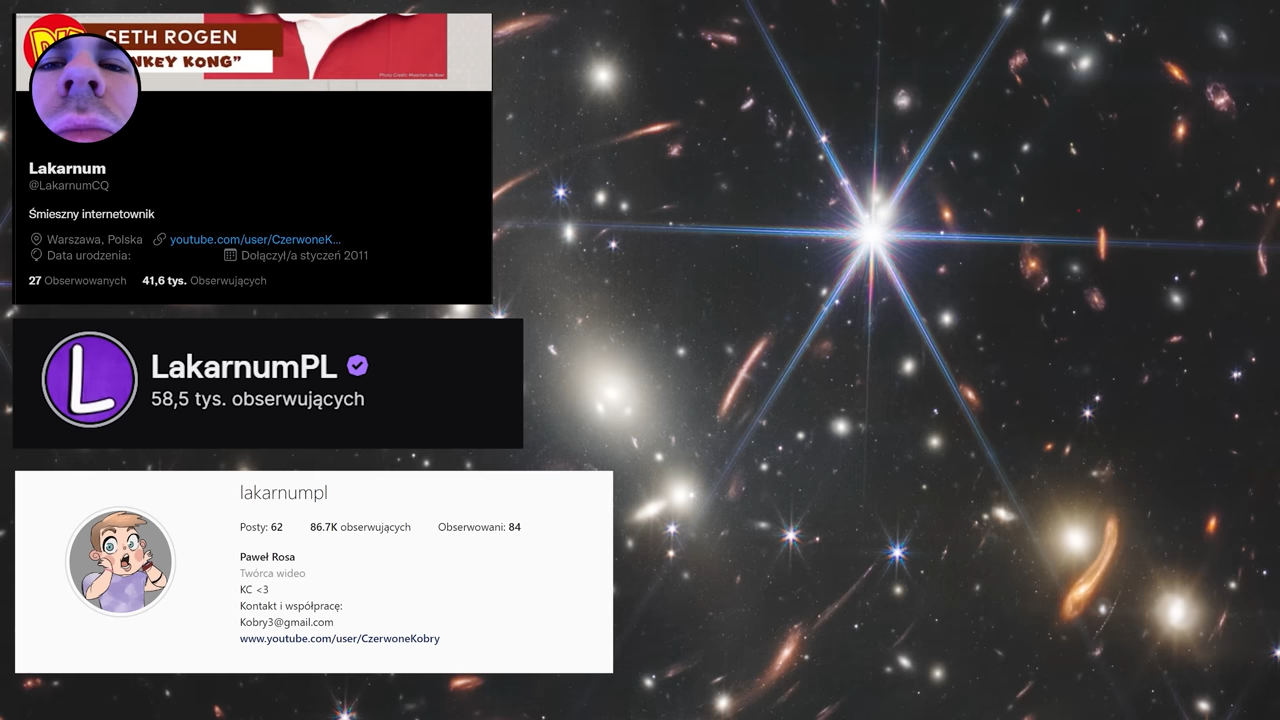 SETH ROGEN
NKEY KONG”
Photo Credit: Maarten de Boer
Lakarnum
@LakarnumCQ
Śmieszny internetownik
Warszawa, Polska youtube.com/user/CzerwoneK...
Data urodzenia: Dołączył/a styczeń 2011
27 Obserwowanych 41,6 tys. Obserwujących
L
LakarnumPL
58,5 tys. obserwujących
lakarnumpl
Posty: 62 86.7K obserwujących Obserwowani: 84
Paweł Rosa
Twórca wideo
KC <3
Kontakt i współpracę:
Kobry3@gmail.com
www.youtube.com/user/CzerwoneKobry